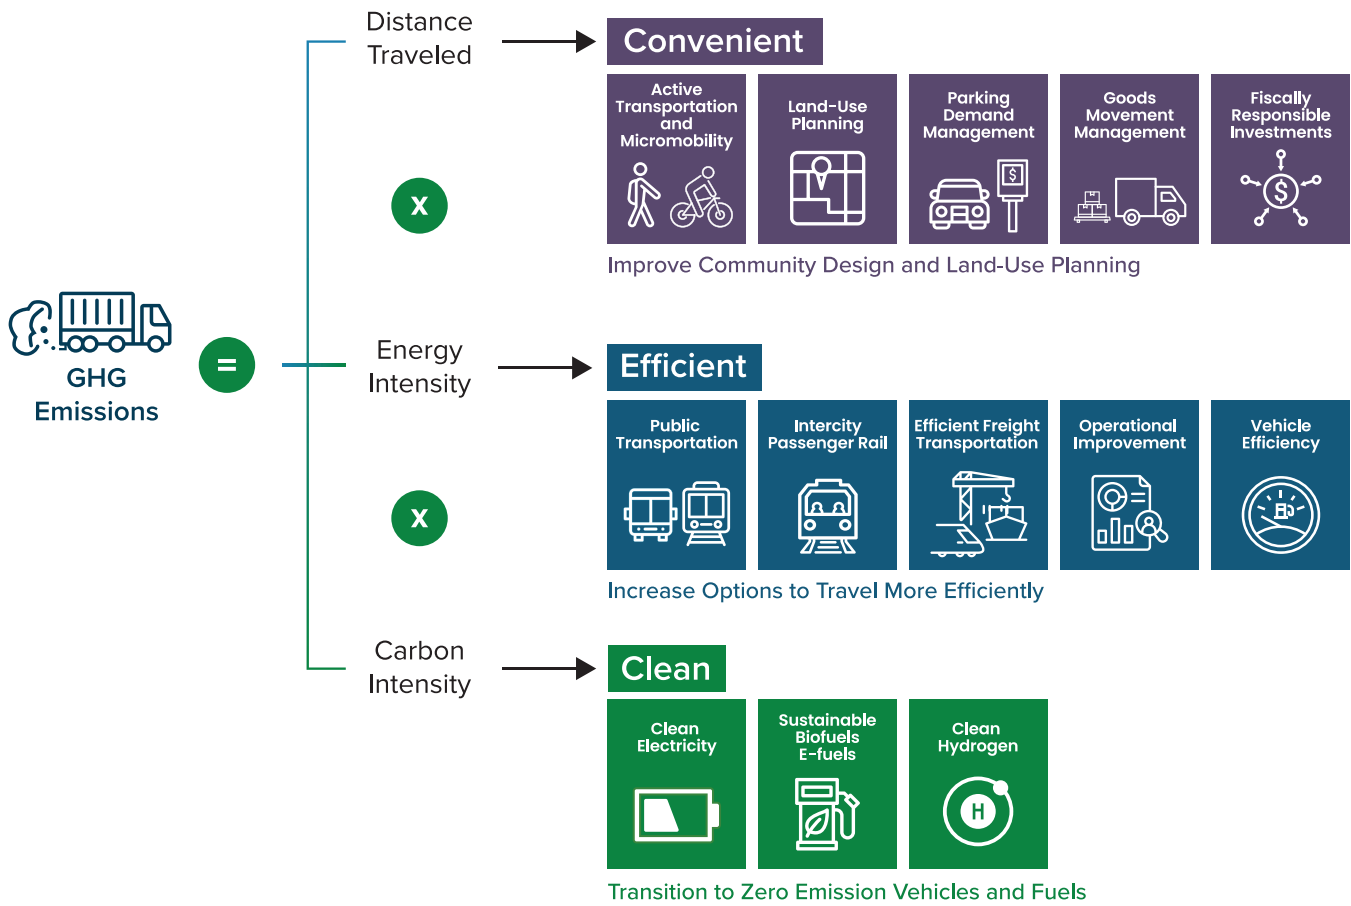 Distance
Traveled
Convenient
Active
Transportation
and
Micromobility
Land-Use
Planning
Parking
Demand
Management
$
Goods
Movement
Management
Fiscally
Responsible
Investments
$
X
Improve Community Design and Land-Use Planning
GHG
Emissions
=
Energy
Intensity
Efficient
Public
Transportation
Intercity
Passenger Rail
Efficient Freight
Transportation
Operational
Improvement
Vehicle
Efficiency
X
Increase Options to Travel More Efficiently
Carbon
Intensity
Clean
Clean
Electricity
Sustainable
Biofuels
E-fuels
Clean
Hydrogen
H
Transition to Zero Emission Vehicles and Fuels